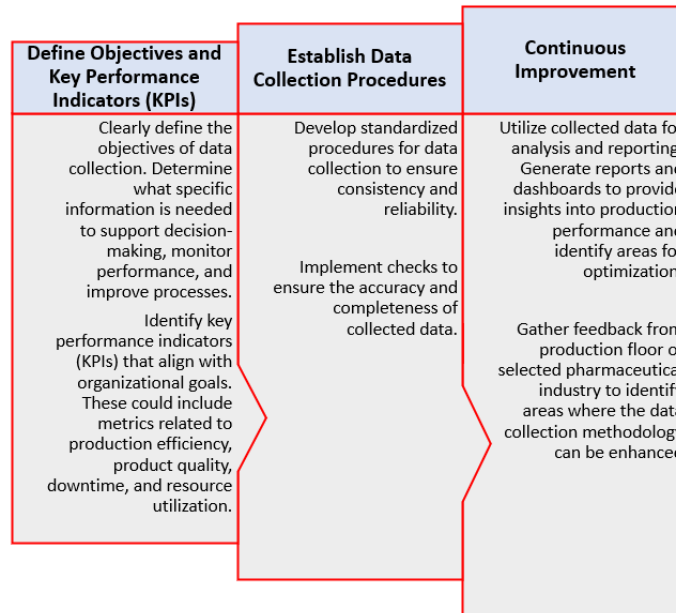 Define Objectives and
Key Performance
Indicators (KPIs)
Clearly define the
objectives of data
collection. Determine
what specific
information is needed
to support decision-
making, monitor
performance, and
improve processes.
Identify key
performance indicators
(KPIs) that align with
organizational goals.
These could include
metrics related to
production efficiency,
product quality,
downtime, and resource
utilization.
Establish Data
Collection Procedures
Develop standardized
procedures for data
collection to ensure
consistency and
reliability.
Implement checks to
ensure the accuracy and
completeness of
collected data.
Continuous
Improvement
Utilize collected data fo
analysis and reporting
Generate reports and
dashboards to provide
insights into production
performance and
identify areas fo
optimization
Gather feedback from
production floor o
selected pharmaceutica
industry to identify
areas where the data
collection methodology
can be enhanced